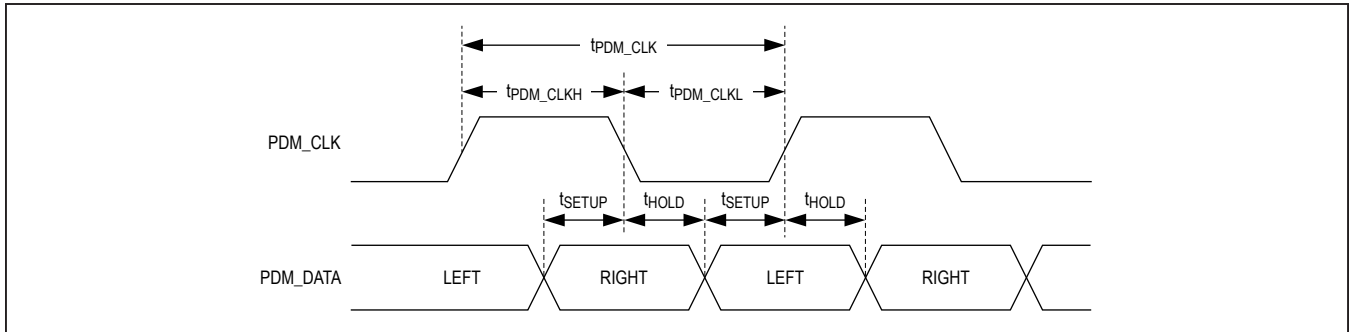 tPDM_CLK
tPDM_CLKH tPDM_CLKL
PDM_CLK
tSETUP tHOLD tSETUP tHOLD
PDM_DATA LEFT RIGHT LEFT RIGHT